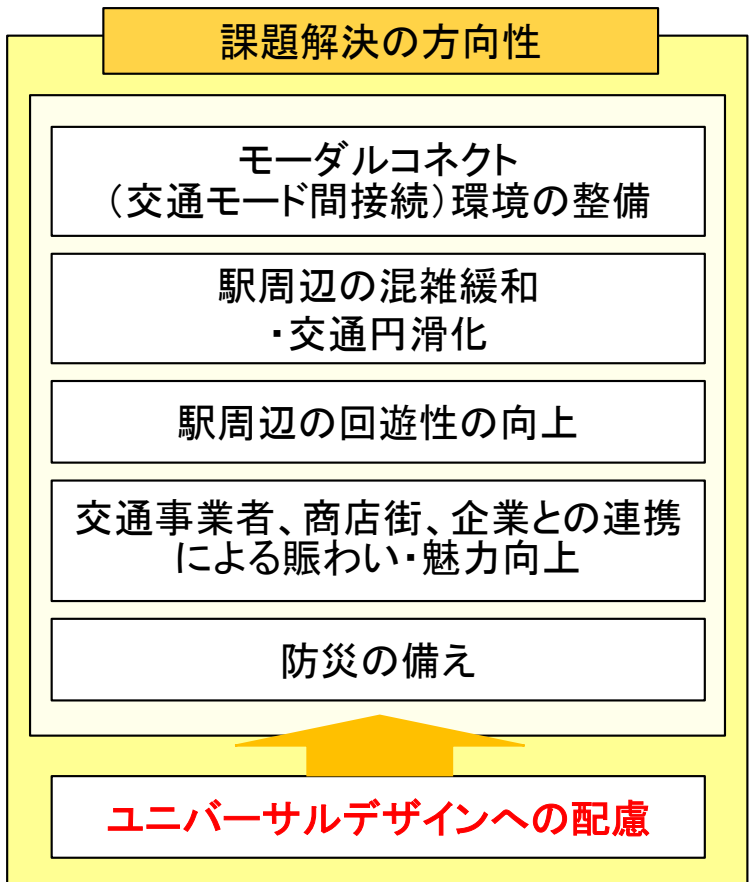 課題解決の方向性
モーダルコネクト
（交通モード間接続）環境の整備
駅周辺の混雑緩和
・交通円滑化
駅周辺の回遊性の向上
交通事業者、商店街、企業との連携
による賑わい・魅力向上
防災の備え
ユニバーサルデザインへの配慮